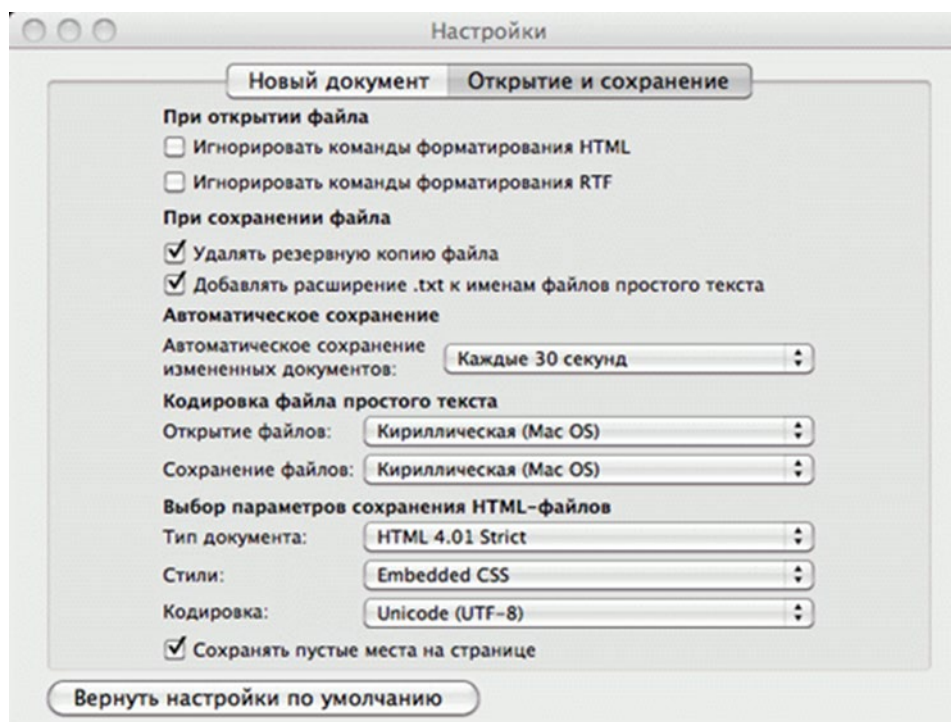 Настройки
Новый документ Открытие и сохранение
При открытии файла
Игнорировать команды форматирования HTML
Игнорировать команды форматирования RTF
При сохранении файла
Удалять резервную копию файла
Добавлять расширение .txt к именам файлов простого текста
Автоматическое сохранение
Автоматическое сохранение
измененных документов: Каждые 30 секунд
Кодировка файла простого текста
Открытие файлов: Кириллическая (Mac OS)
Сохранение файлов: Кириллическая (Mac OS)
Выбор параметров сохранения HTML-файлов
Тип документа: HTML 4.01 Strict
Стили: Embedded CSS
Кодировка: Unicode (UTF-8)
Сохранять пустые места на странице
Вернуть настройки по умолчанию